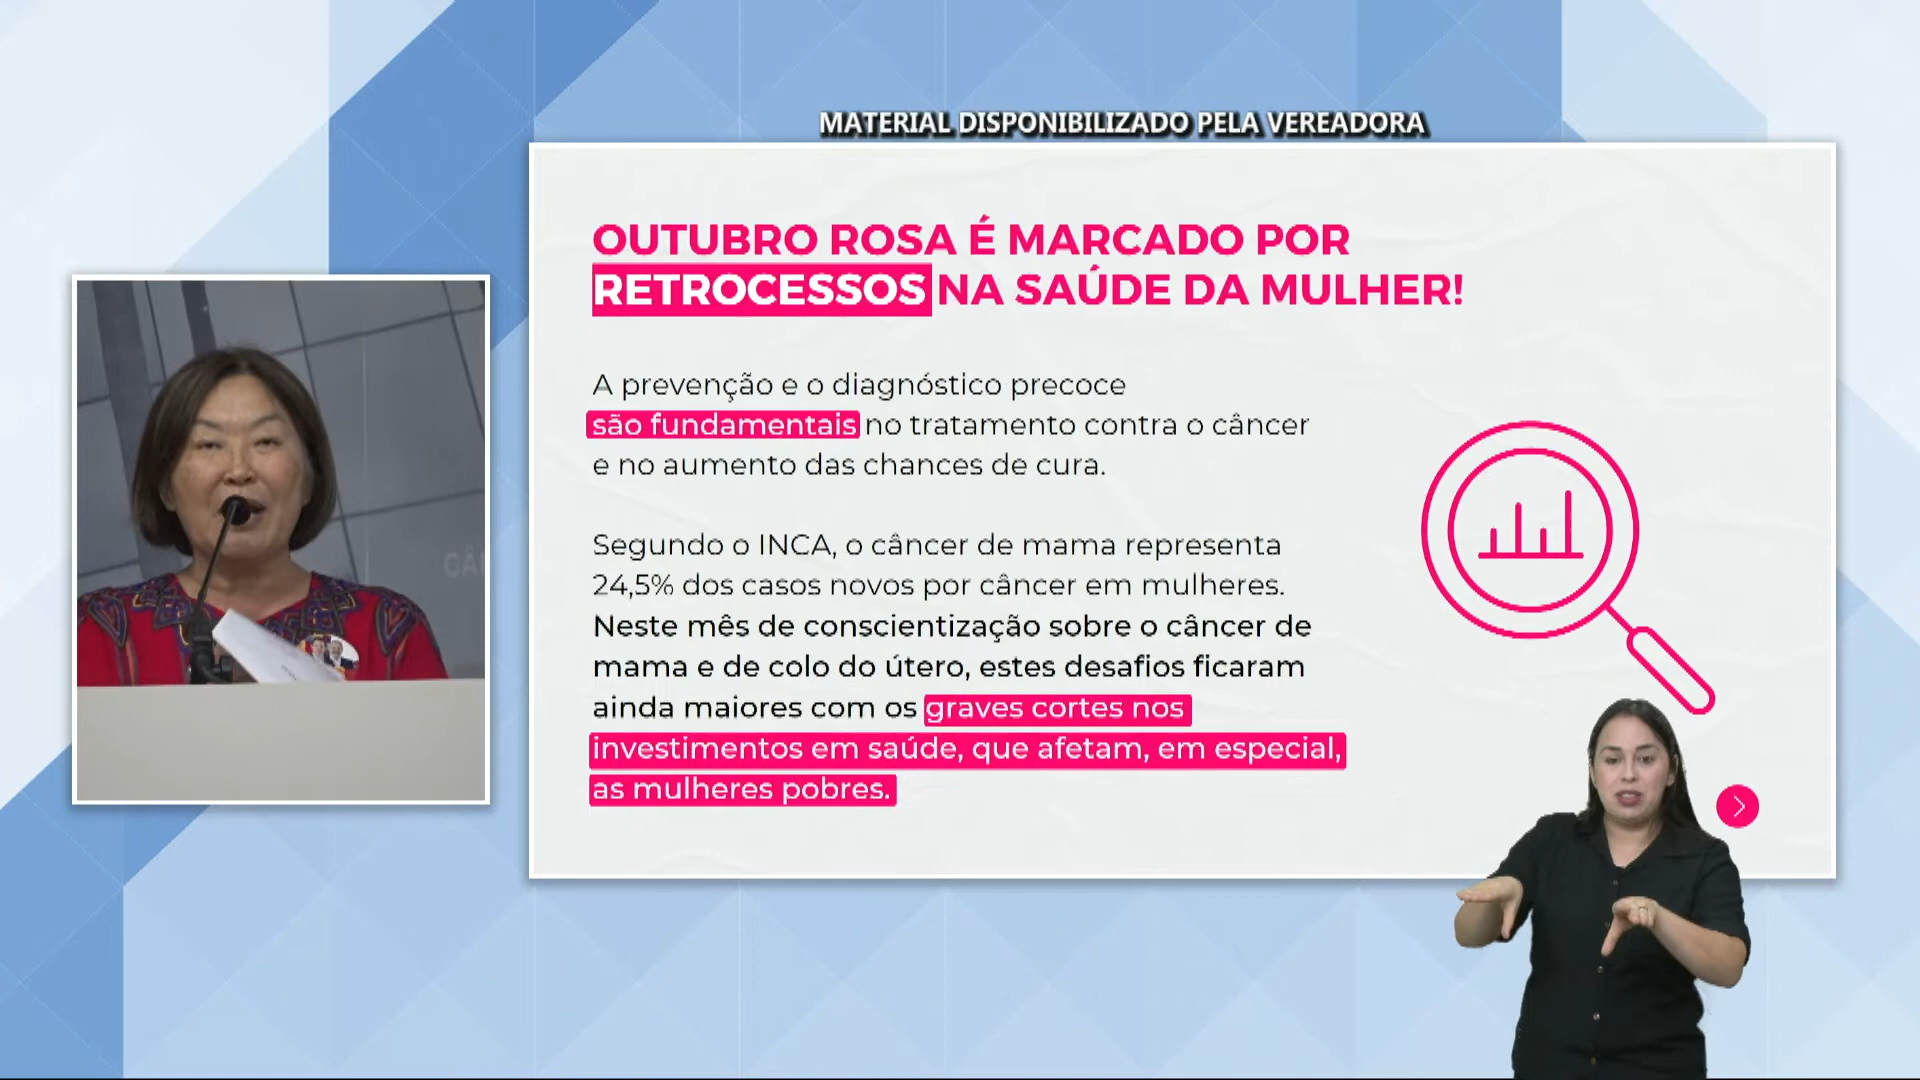 MATERIAL DISPONIBILIZADO PELA VEREADORA
OUTUBRO ROSA É MARCADO POR
RETROCESSOS NA SAÚDE DA MULHER!
A prevenção e o diagnóstico precoce
são fundamentais no tratamento contra o câncer
e no aumento das chances de cura.
Segundo o INCA, o câncer de mama representa
24,5% dos casos novos por câncer em mulheres.
Neste mês de conscientização sobre o câncer de
mama e de colo do útero, estes desafios ficaram
ainda maiores com os graves cortes nos
investimentos em saúde, que afetam, em especial,
as mulheres pobres.